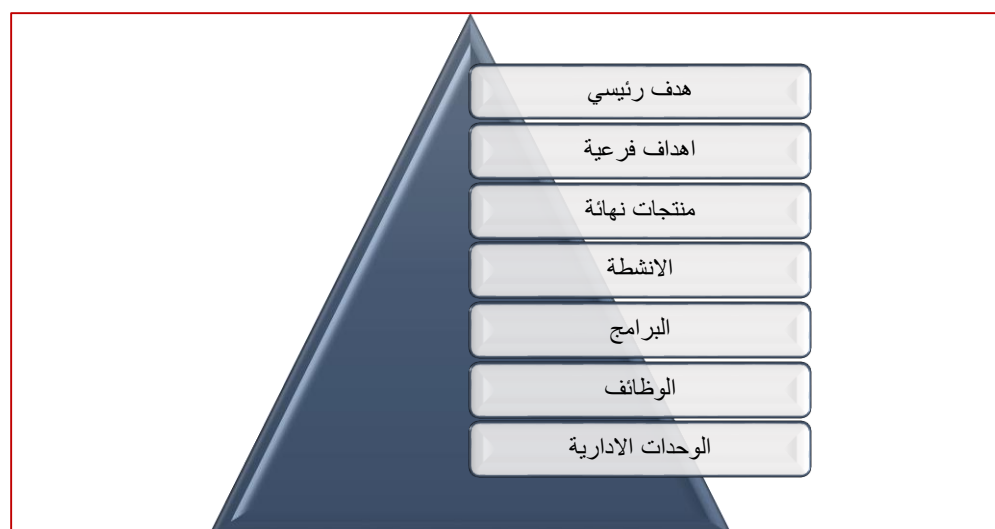 هدف رئيسي
اهداف فرعية
منتجات نهائة
الانشطة
البرامج
الوظائف
الوحدات الادارية